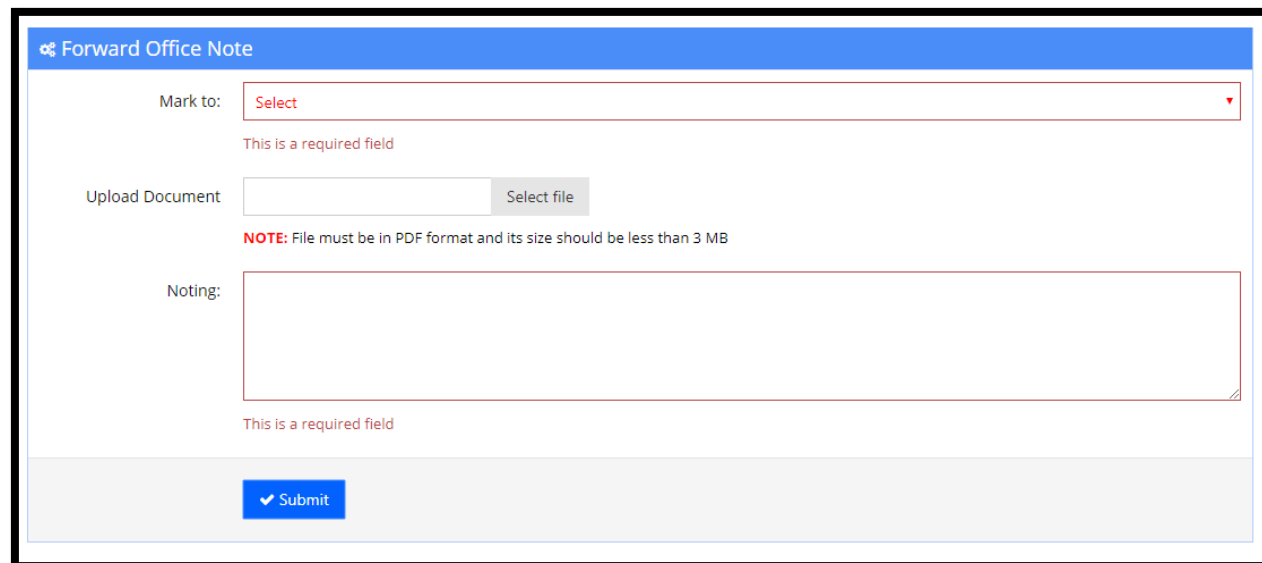 Forward Office Note
Mark to: Select
This is a required field
Upload Document Select file
NOTE: File must be in PDF format and its size should be less than 3 MB
Noting:
This is a required field
Submit